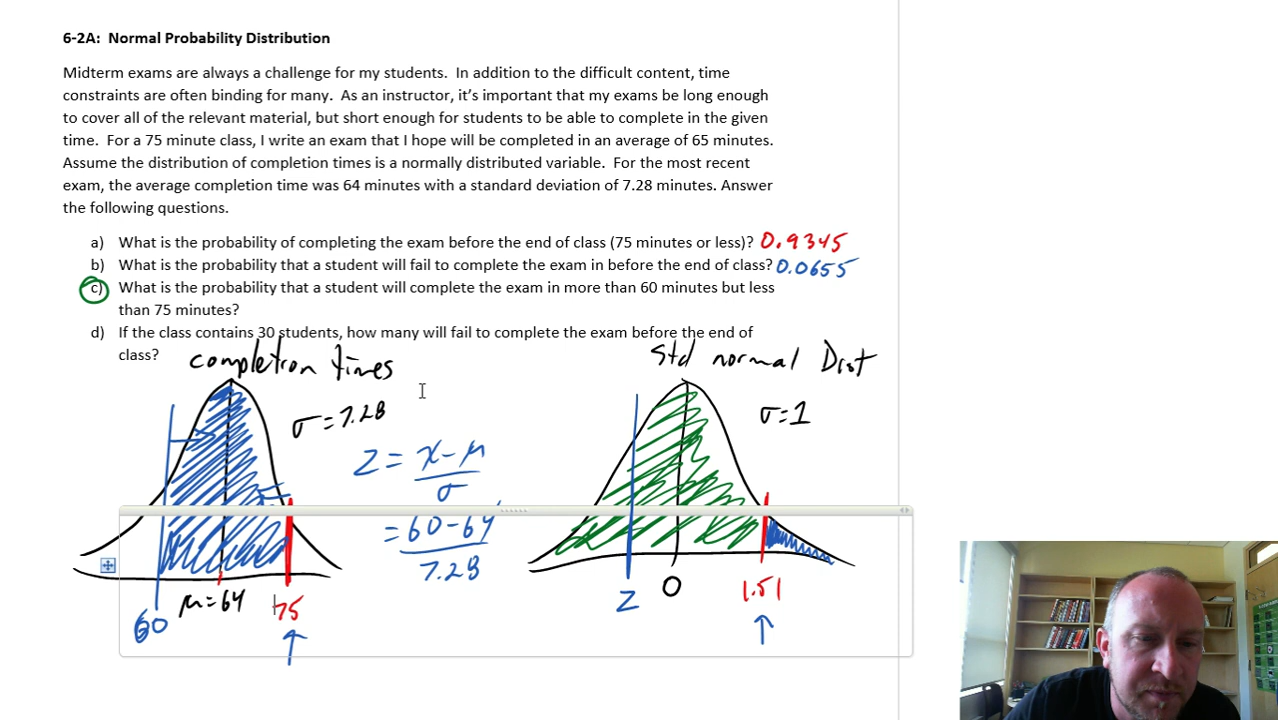 6-2A: Normal Probability Distribution
Midterm exams are always a challenge for my students. In addition to the difficult content, time
constraints are often binding for many. As an instructor, it's important that my exams be long enough
to cover all of the relevant material, but short enough for students to be able to complete in the given
time. For a 75 minute class, I write an exam that I hope will be completed in an average of 65 minutes.
Assume the distribution of completion times is a normally distributed variable. For the most recent
exam, the average completion time was 64 minutes with a standard deviation of 7.28 minutes. Answer
the following questions.
a) What is the probability of completing the exam before the end of class (75 minutes or less)? 0.9345
b) What is the probability that a student will fail to complete the exam in before the end of class? 0.0655
c) What is the probability that a student will complete the exam in more than 60 minutes but less
than 75 minutes?
d) If the class contains 30 students, how many will fail to complete the exam before the end of
class?
completion times
std normal Dist
σ=7.28
σ=1
z = x-μ
σ
= 60-64
7.28
60
μ=64
75
z
0
1.51